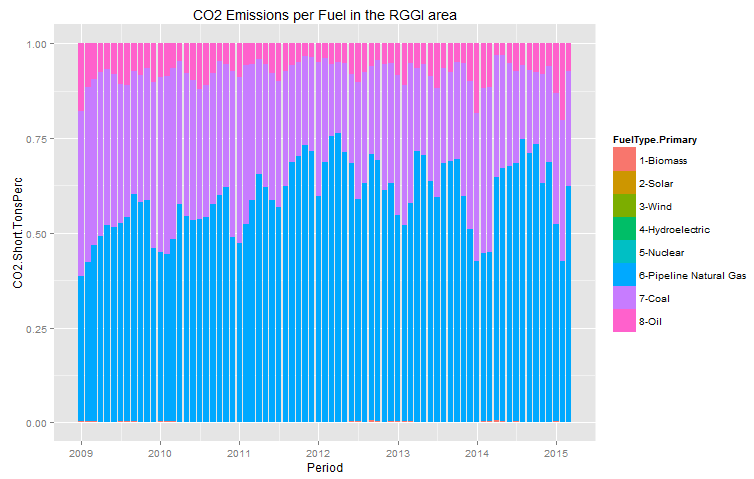 CO2 Emissions per Fuel in the RGGI area
CO2.Short.TonsPerc
1.00
0.75
0.50
0.25
0.00
2009
2010
2011
2012
2013
2014
2015
Period
FuelType.Primary
1-Biomass
2-Solar
3-Wind
4-Hydroelectric
5-Nuclear
6-Pipeline Natural Gas
7-Coal
8-Oil